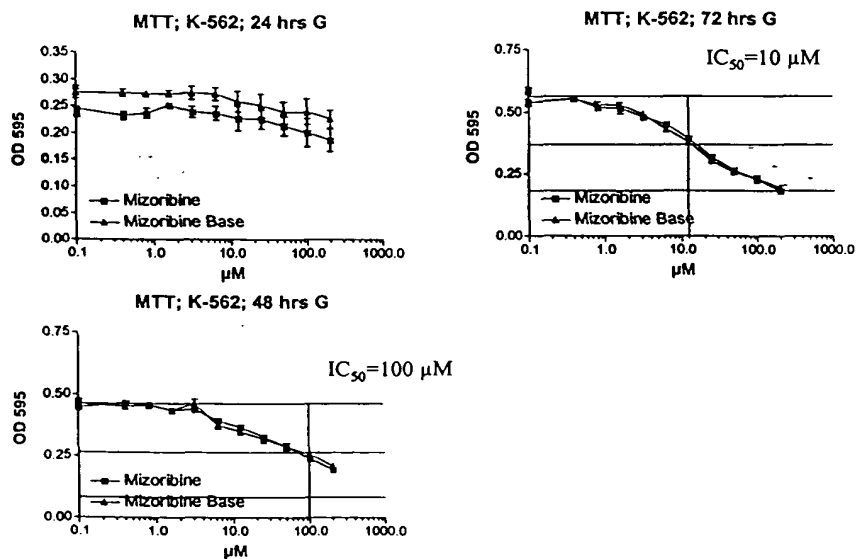 MTT; K-562; 24 hrs G
0.35
0.30
0.25
0.20
0.15
0.10
0.05
0.00
OD 595
Mizoribine
Mizoribine Base
0.1 1.0 10.0 100.0 1000.0
µM
MTT; K-562; 72 hrs G
IC50=10 µM
0.75
0.50
0.25
0.00
OD 595
Mizoribine
Mizoribine Base
0.1 1.0 10.0 100.0 1000.0
µM
MTT; K-562; 48 hrs G
IC50=100 µM
0.75
0.50
0.25
0.00
OD 595
Mizoribine
Mizoribine Base
0.1 1.0 10.0 100.0 1000.0
µM